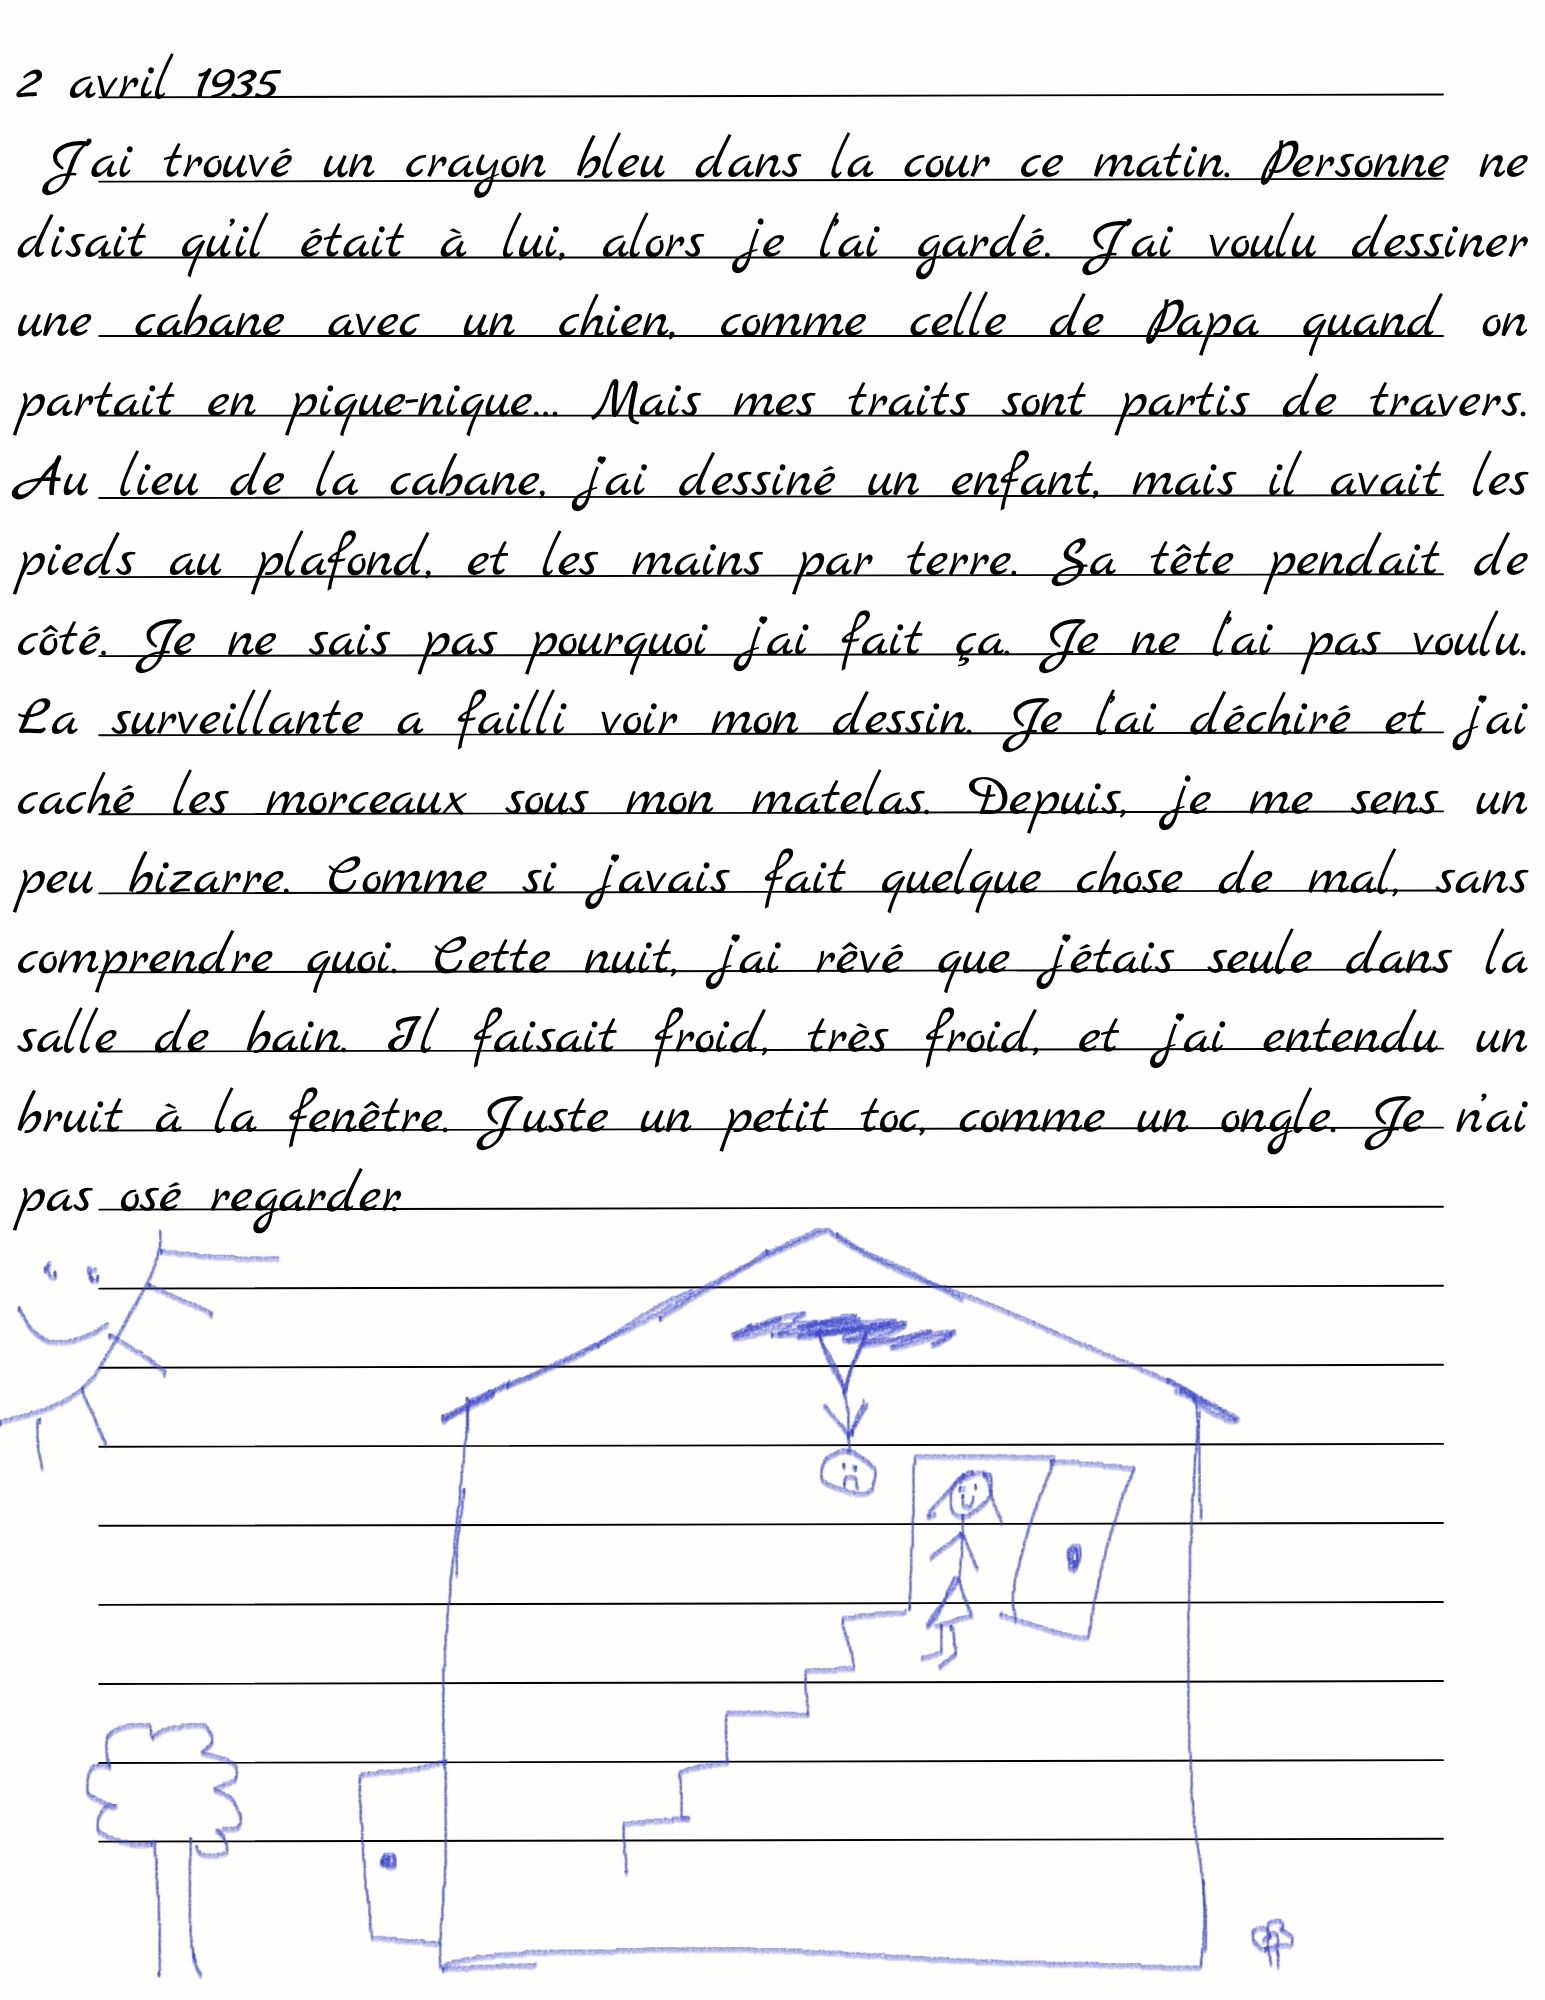 2 avril 1935
J'ai trouvé un crayon bleu dans la cour ce matin. Personne ne
disait qu'il était à lui, alors je l'ai gardé. J'ai voulu dessiner
une cabane avec un chien, comme celle de Papa quand on
partait en pique-nique... Mais mes traits sont partis de travers.
Au lieu de la cabane, j'ai dessiné un enfant, mais il avait les
pieds au plafond, et les mains par terre. Sa tête pendait de
côté. Je ne sais pas pourquoi j'ai fait ça. Je ne l'ai pas voulu.
La surveillante a failli voir mon dessin. Je l'ai déchiré et j'ai
caché les morceaux sous mon matelas. Depuis, je me sens un
peu bizarre. Comme si j'avais fait quelque chose de mal, sans
comprendre quoi. Cette nuit, j'ai rêvé que j'étais seule dans la
salle de bain. Il faisait froid, très froid, et j'ai entendu un
bruit à la fenêtre. Juste un petit toc, comme un ongle. Je n'ai
pas osé regarder.